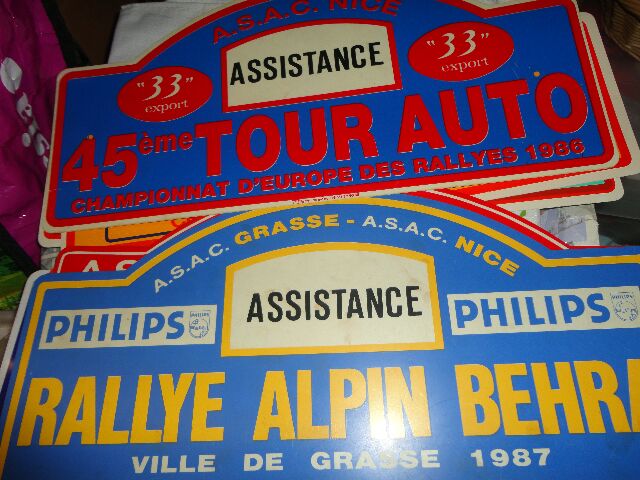 A.S.A.C. NICE
"33" export
ASSISTANCE
"33" export
45ème TOUR AUTO
CHAMPIONNAT D'EUROPE DES RALLYES 1986
A.S.A.C. GRASSE - A.S.A.C. NICE
PHILIPS
ASSISTANCE
PHILIPS
RALLYE ALPIN BEHRA
VILLE DE GRASSE 1987